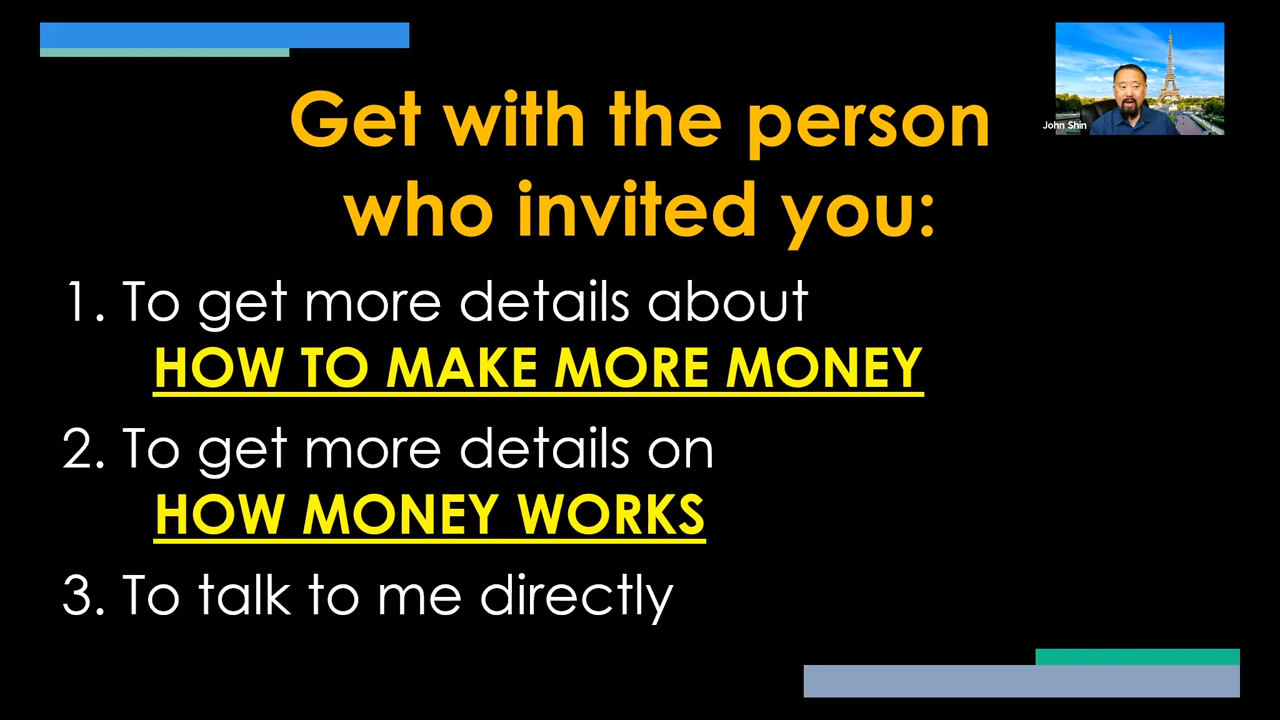 Get with the person
who invited you:
John Shin
1. To get more details about
HOW TO MAKE MORE MONEY
2. To get more details on
HOW MONEY WORKS
3. To talk to me directly